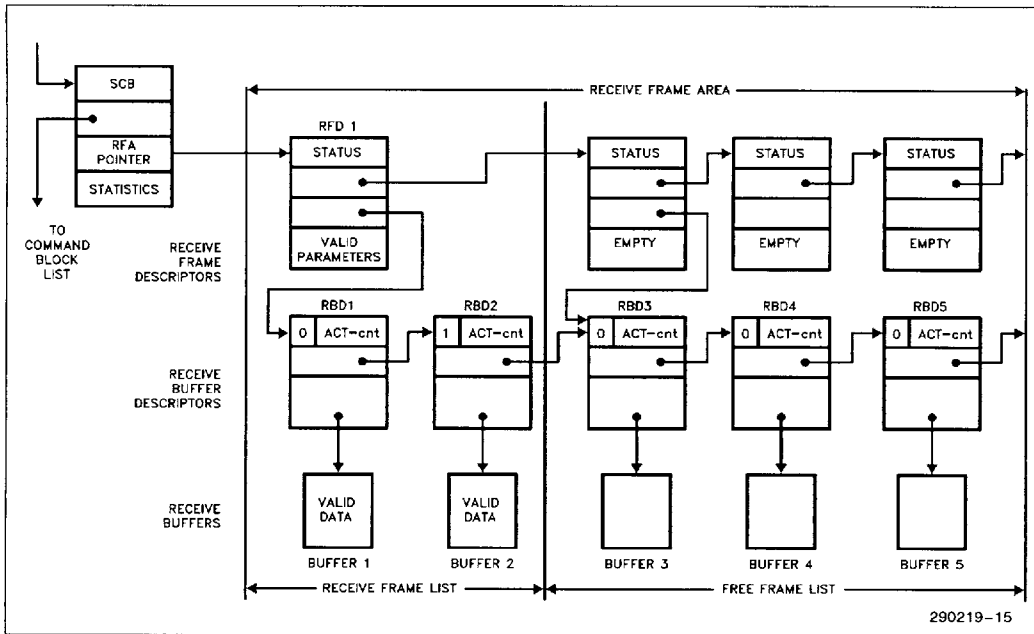 RECEIVE FRAME AREA
SCB
RFA
POINTER
STATISTICS
TO
COMMAND
BLOCK
LIST
RECEIVE
FRAME
DESCRIPTORS
RFD 1
STATUS
VALID
PARAMETERS
STATUS
EMPTY
STATUS
EMPTY
STATUS
EMPTY
RECEIVE
BUFFER
DESCRIPTORS
RBD1
0 ACT-cnt
RBD2
1 ACT-cnt
RBD3
0 ACT-cnt
RBD4
0 ACT-cnt
RBD5
0 ACT-cnt
RECEIVE
BUFFERS
VALID
DATA
BUFFER 1
VALID
DATA
BUFFER 2
BUFFER 3
BUFFER 4
BUFFER 5
RECEIVE FRAME LIST
FREE FRAME LIST
290219-15